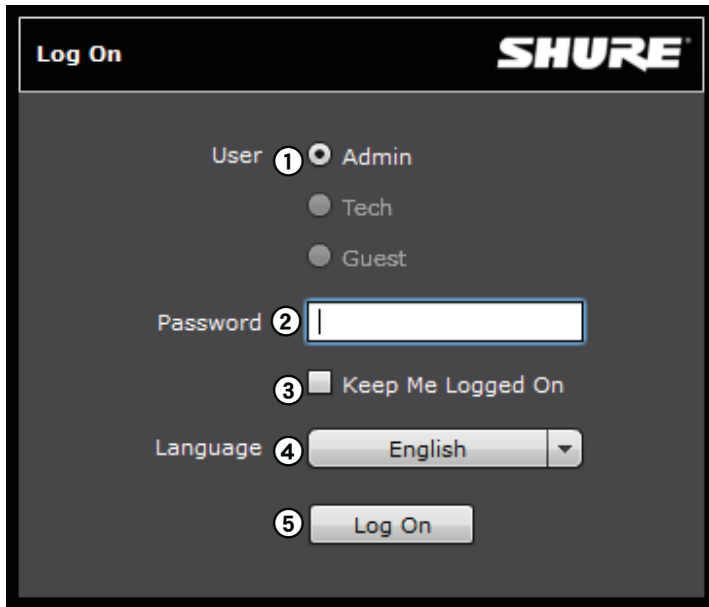 Log On SHURE
User ① Admin
Tech
Guest
Password ②
③ Keep Me Logged On
Language ④ English
⑤ Log On